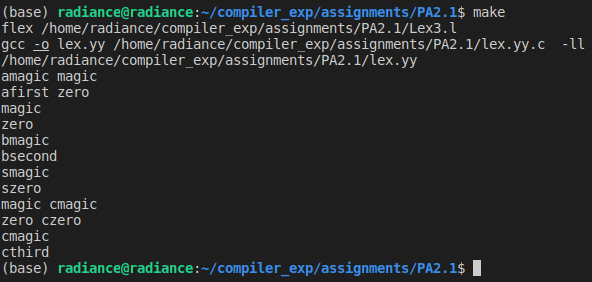 (base) radiance@radiance:~/compiler_exp/assignments/PA2.1$ make
flex /home/radiance/compiler_exp/assignments/PA2.1/Lex3.l
gcc -o lex.yy /home/radiance/compiler_exp/assignments/PA2.1/lex.yy.c  -ll
/home/radiance/compiler_exp/assignments/PA2.1/lex.yy
amagic magic
afirst zero
magic
zero
bmagic
bsecond
smagic
szero
magic cmagic
zero czero
cmagic
cthird
(base) radiance@radiance:~/compiler_exp/assignments/PA2.1$